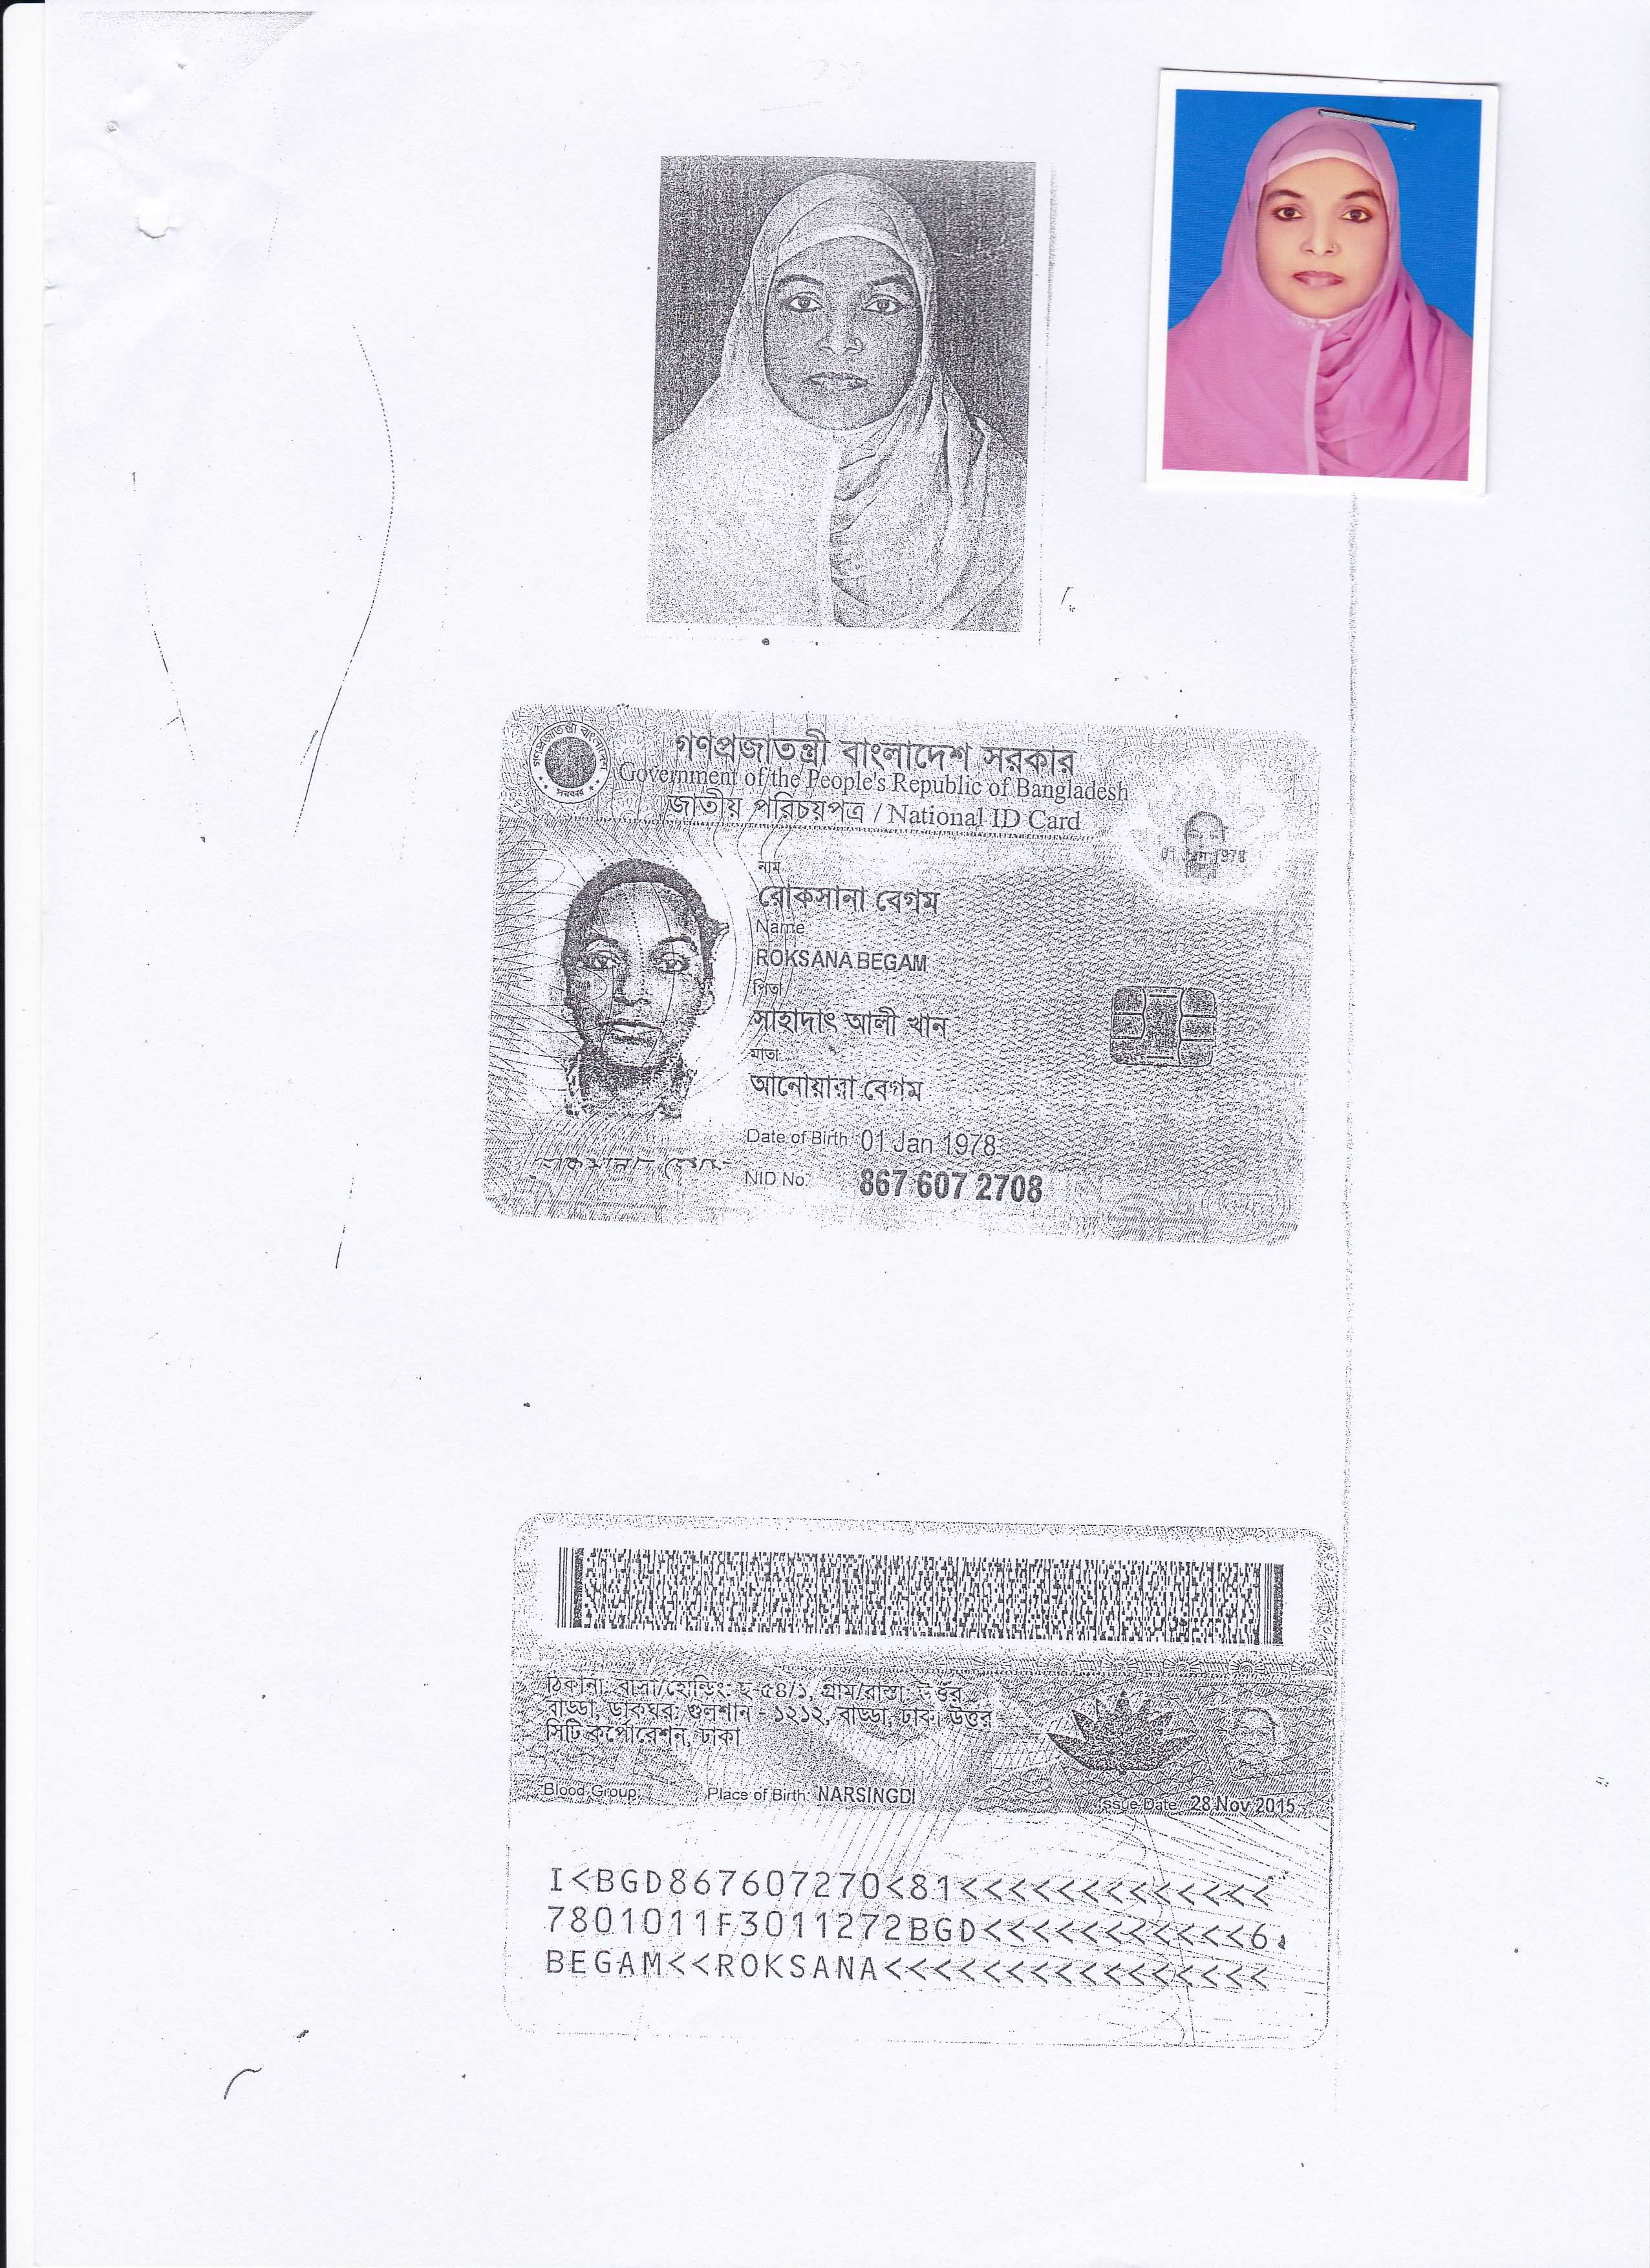 গণপ্রজাতন্ত্রী বাংলাদেশ সরকার
Government of the People's Republic of Bangladesh
জাতীয় পরিচয়পত্র / National ID Card
01 Jan 1978
নাম
রোকসানা বেগম
Name
ROKSANA BEGAM
পিতা
সাহাদাৎ আলী খান
মাতা
আনোয়ারা বেগম
Date of Birth 01 Jan 1978
NID No. 867 607 2708
ঠিকানা: বাসা/হোল্ডিং: হ-৫৪/১, গ্রাম/রাস্তা: উত্তর
বাড্ডা, ডাকঘর: গুলশান - ১২১২, বাড্ডা, ঢাকা উত্তর
সিটি কর্পোরেশন, ঢাকা
Blood Group: Place of Birth: NARSINGDI Issue Date: 28 Nov 2015
I<BGD867607270<81<<<<<<<<<<<<<
7801011F3011272BGD<<<<<<<<<<<6
BEGAM<<ROKSANA<<<<<<<<<<<<<<<<